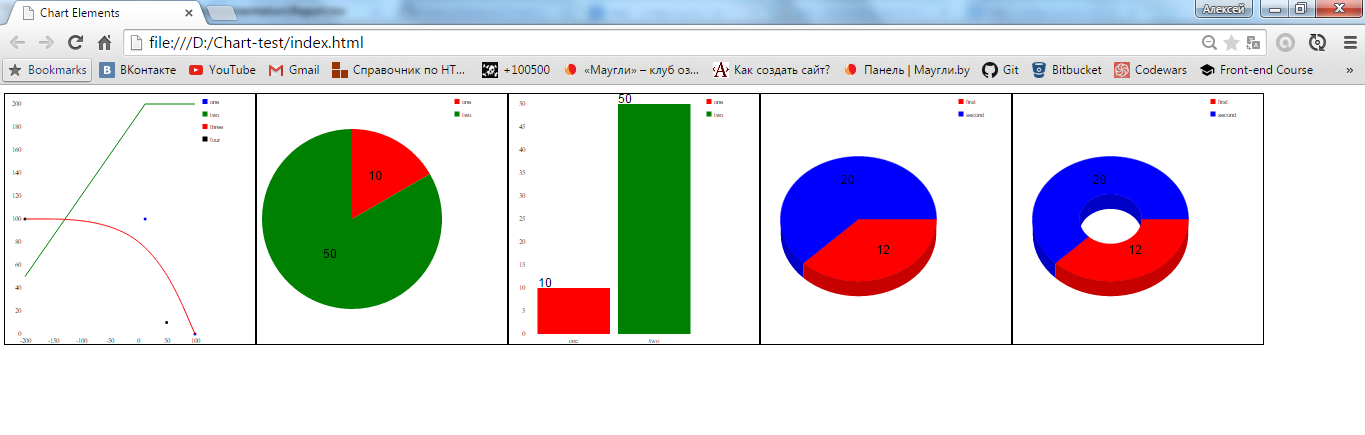 Chart Elements
Алексей
file:///D:/Chart-test/index.html
Bookmarks ВКонтакте YouTube Gmail Справочник по HT... +100500 «Маугли» – клуб оз... Как создать сайт? Панель | Маугли.by Git Bitbucket Codewars Front-end Course »
200
180
160
140
120
100
80
60
40
20
0
-200 -150 -100 -50 0 50 100
one
two
three
four
one
two
10
50
50
45
40
35
30
25
20
15
10
5
0
50
10
one two
one
two
first
second
20
12
first
second
20
12